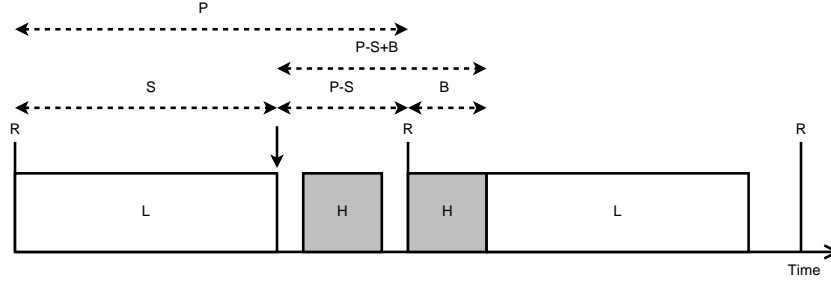 P
P-S+B
S P-S B
R R R
L H H L
Time